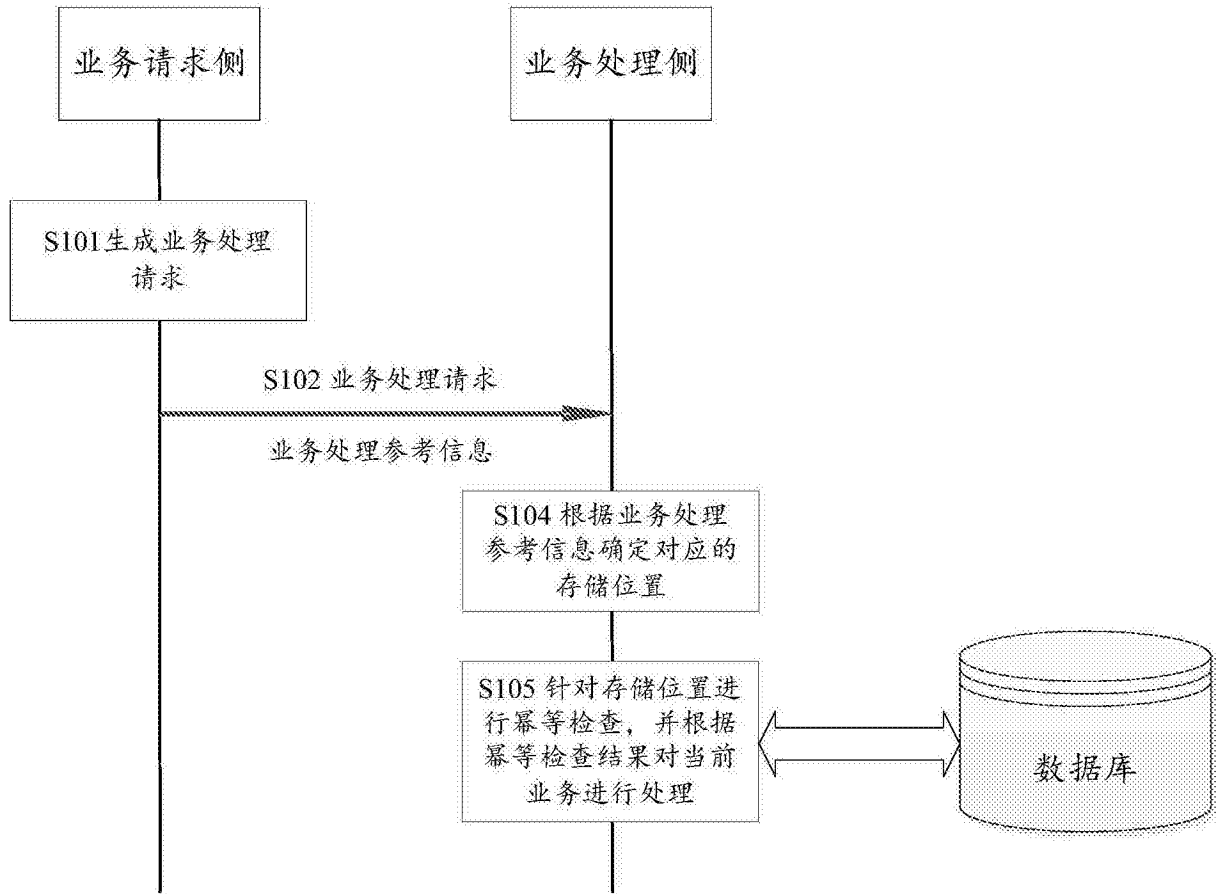 业务请求侧
业务处理侧
S101生成业务处理
请求
S102 业务处理请求
业务处理参考信息
S104 根据业务处理
参考信息确定对应的
存储位置
S105 针对存储位置进
行幂等检查，并根据
幂等检查结果对当前
业务进行处理
数据库